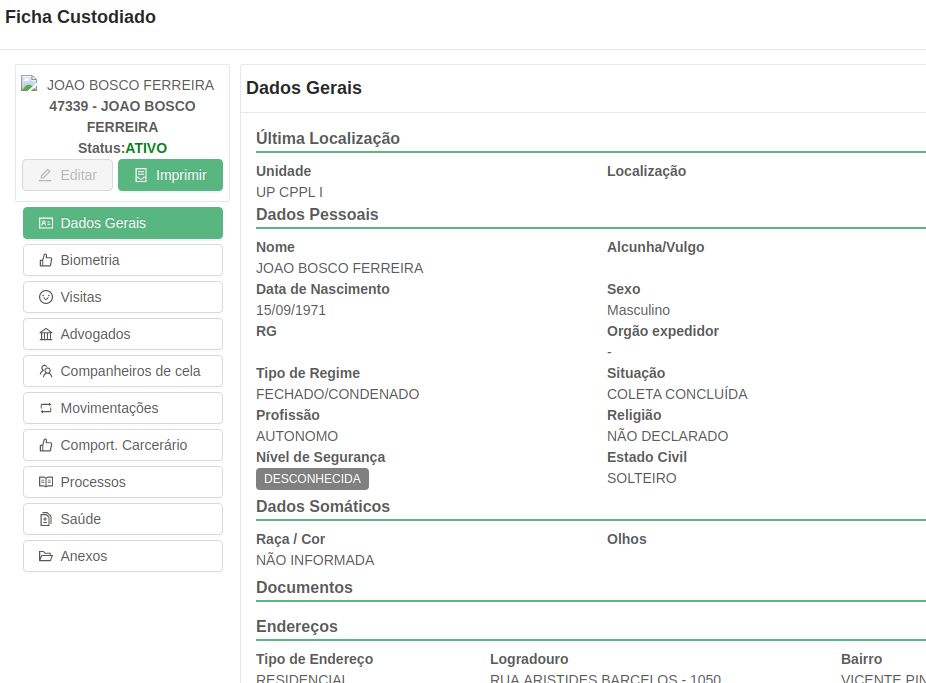 Ficha Custodiado
JOAO BOSCO FERREIRA
47339 - JOAO BOSCO
FERREIRA
Status:ATIVO
Editar
Imprimir
Dados Gerais
Biometria
Visitas
Advogados
Companheiros de cela
Movimentações
Comport. Carcerário
Processos
Saúde
Anexos
Dados Gerais
Última Localização
Unidade Localização
UP CPPL I
Dados Pessoais
Nome Alcunha/Vulgo
JOAO BOSCO FERREIRA
Data de Nascimento Sexo
15/09/1971 Masculino
RG Orgão expedidor
-
Tipo de Regime Situação
FECHADO/CONDENADO COLETA CONCLUÍDA
Profissão Religião
AUTONOMO NÃO DECLARADO
Nível de Segurança Estado Civil
DESCONHECIDA SOLTEIRO
Dados Somáticos
Raça / Cor Olhos
NÃO INFORMADA
Documentos
Endereços
Tipo de Endereço Logradouro Bairro
RESIDENCIAL RUA ARISTIDES BARCELOS - 1050 VICENTE PIN